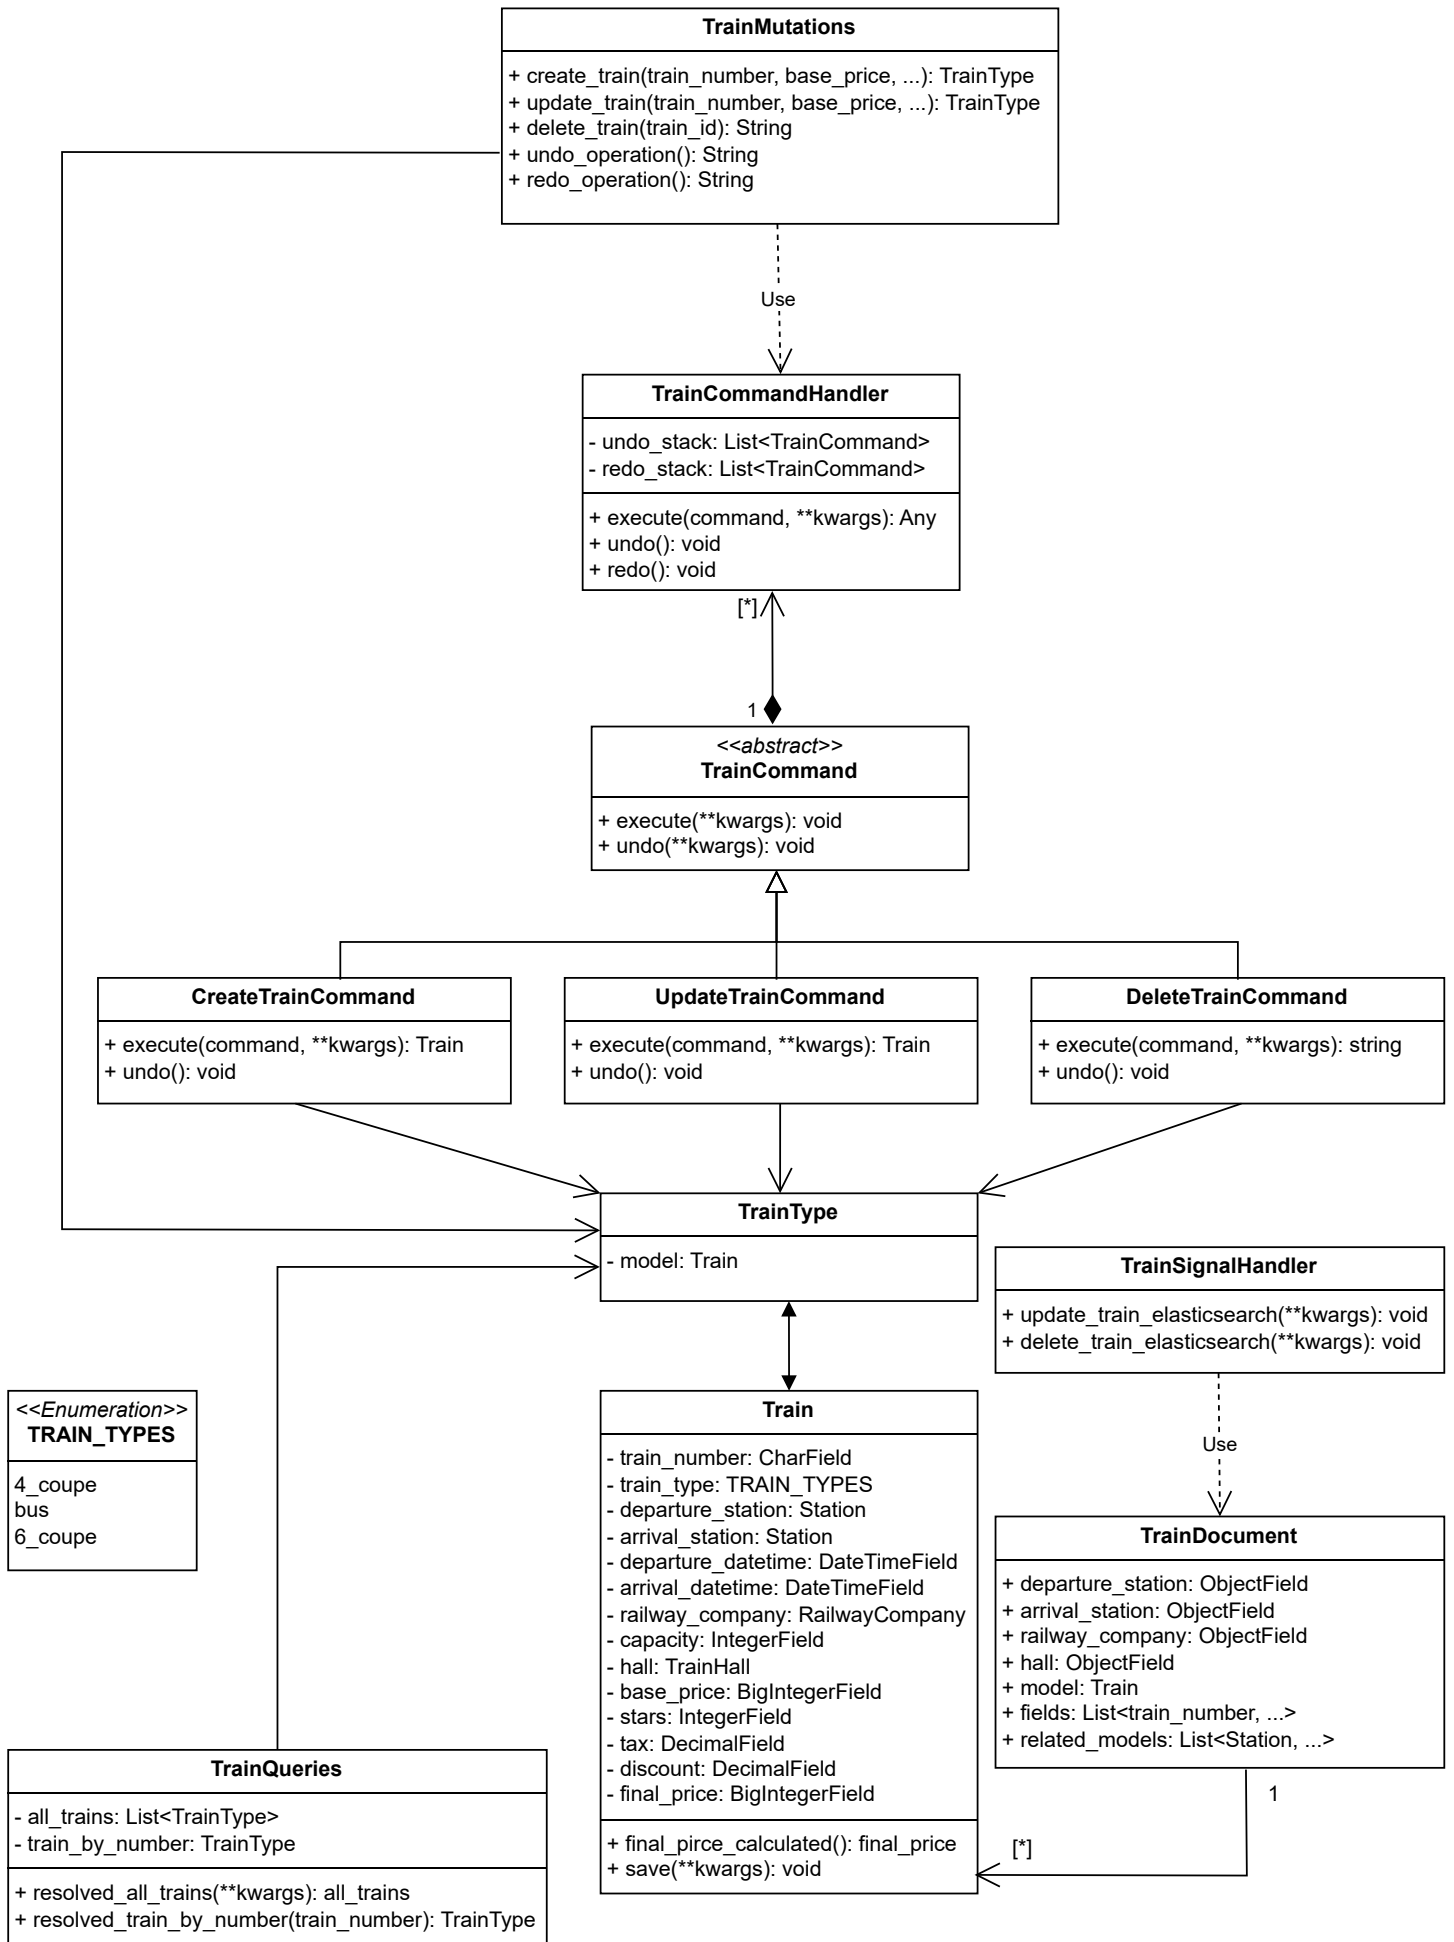 TrainMutations
+ create_train(train_number, base_price, ...): TrainType
+ update_train(train_number, base_price, ...): TrainType
+ delete_train(train_id): String
+ undo_operation(): String
+ redo_operation(): String
Use
TrainCommandHandler
- undo_stack: List<TrainCommand>
- redo_stack: List<TrainCommand>
+ execute(command, **kwargs): Any
+ undo(): void
+ redo(): void
[*]
1
<<abstract>>
TrainCommand
+ execute(**kwargs): void
+ undo(**kwargs): void
CreateTrainCommand
+ execute(command, **kwargs): Train
+ undo(): void
UpdateTrainCommand
+ execute(command, **kwargs): Train
+ undo(): void
DeleteTrainCommand
+ execute(command, **kwargs): string
+ undo(): void
TrainType
- model: Train
TrainSignalHandler
+ update_train_elasticsearch(**kwargs): void
+ delete_train_elasticsearch(**kwargs): void
Use
<<Enumeration>>
TRAIN_TYPES
4_coupe
bus
6_coupe
Train
- train_number: CharField
- train_type: TRAIN_TYPES
- departure_station: Station
- arrival_station: Station
- departure_datetime: DateTimeField
- arrival_datetime: DateTimeField
- railway_company: RailwayCompany
- capacity: IntegerField
- hall: TrainHall
- base_price: BigIntegerField
- stars: IntegerField
- tax: DecimalField
- discount: DecimalField
- final_price: BigIntegerField
+ final_pirce_calculated(): final_price
+ save(**kwargs): void
TrainDocument
+ departure_station: ObjectField
+ arrival_station: ObjectField
+ railway_company: ObjectField
+ hall: ObjectField
+ model: Train
+ fields: List<train_number, ...>
+ related_models: List<Station, ...>
1
[*]
TrainQueries
- all_trains: List<TrainType>
- train_by_number: TrainType
+ resolved_all_trains(**kwargs): all_trains
+ resolved_train_by_number(train_number): TrainType